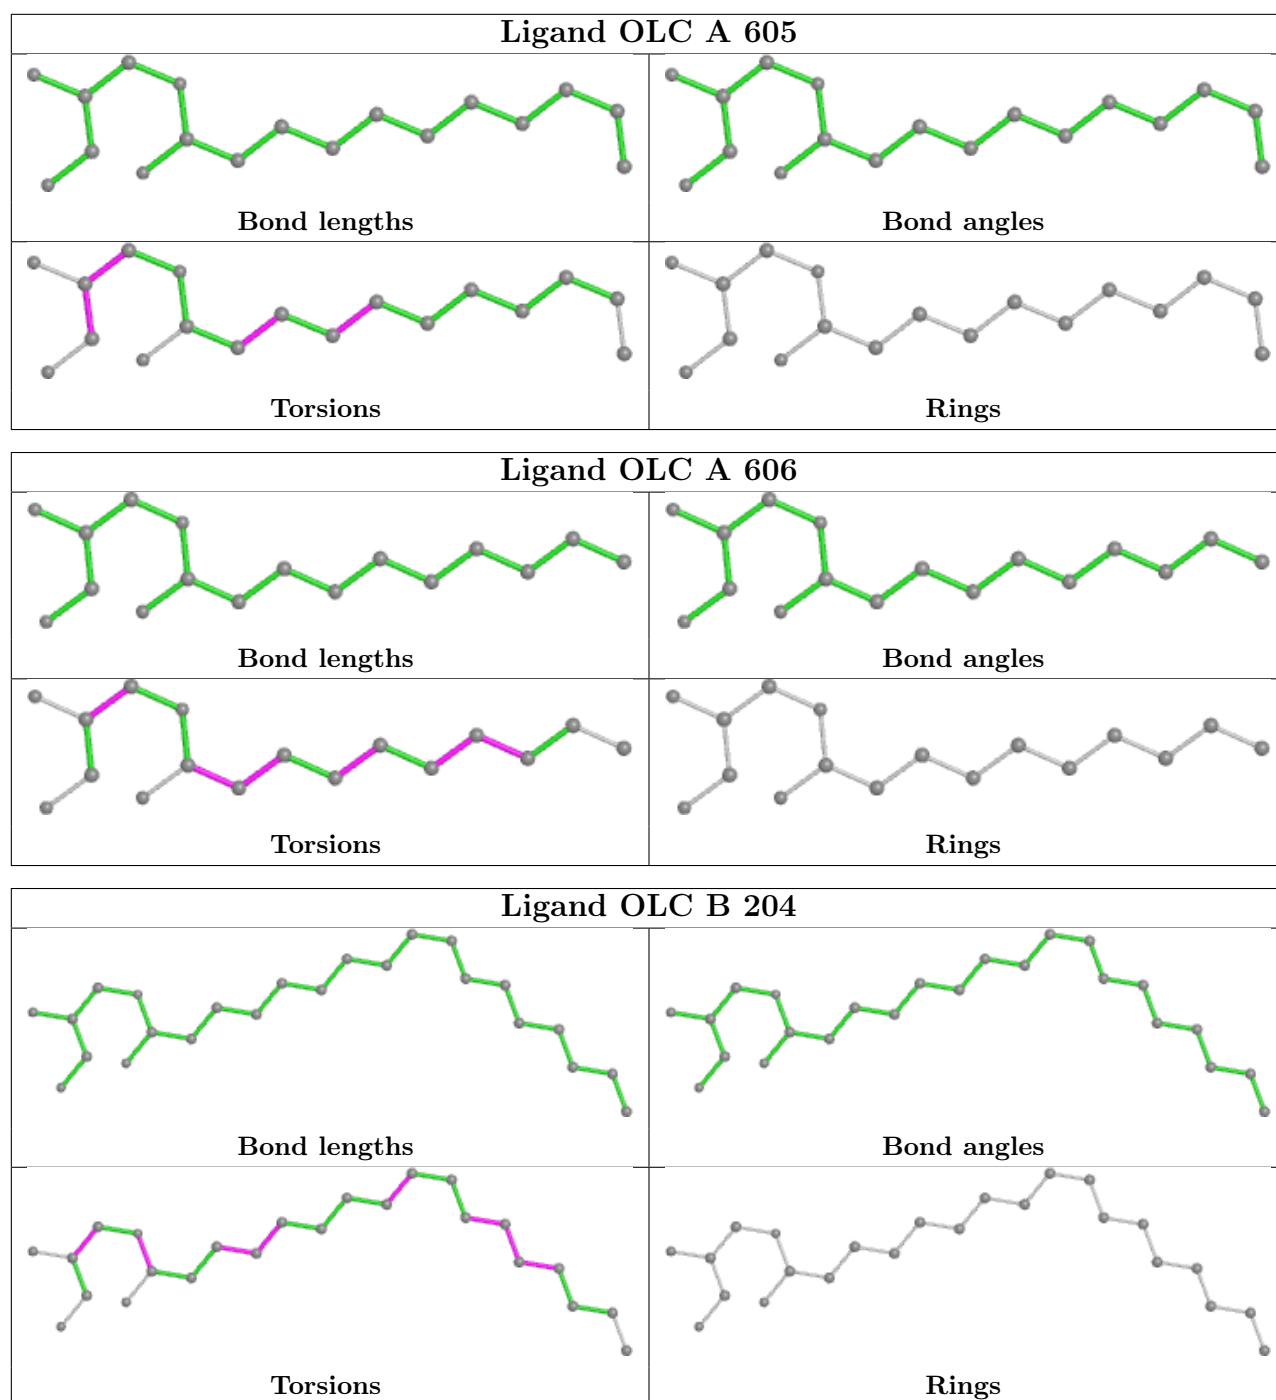 Ligand OLC A 605
Bond lengths
Bond angles
Torsions
Rings
Ligand OLC A 606
Bond lengths
Bond angles
Torsions
Rings
Ligand OLC B 204
Bond lengths
Bond angles
Torsions
Rings